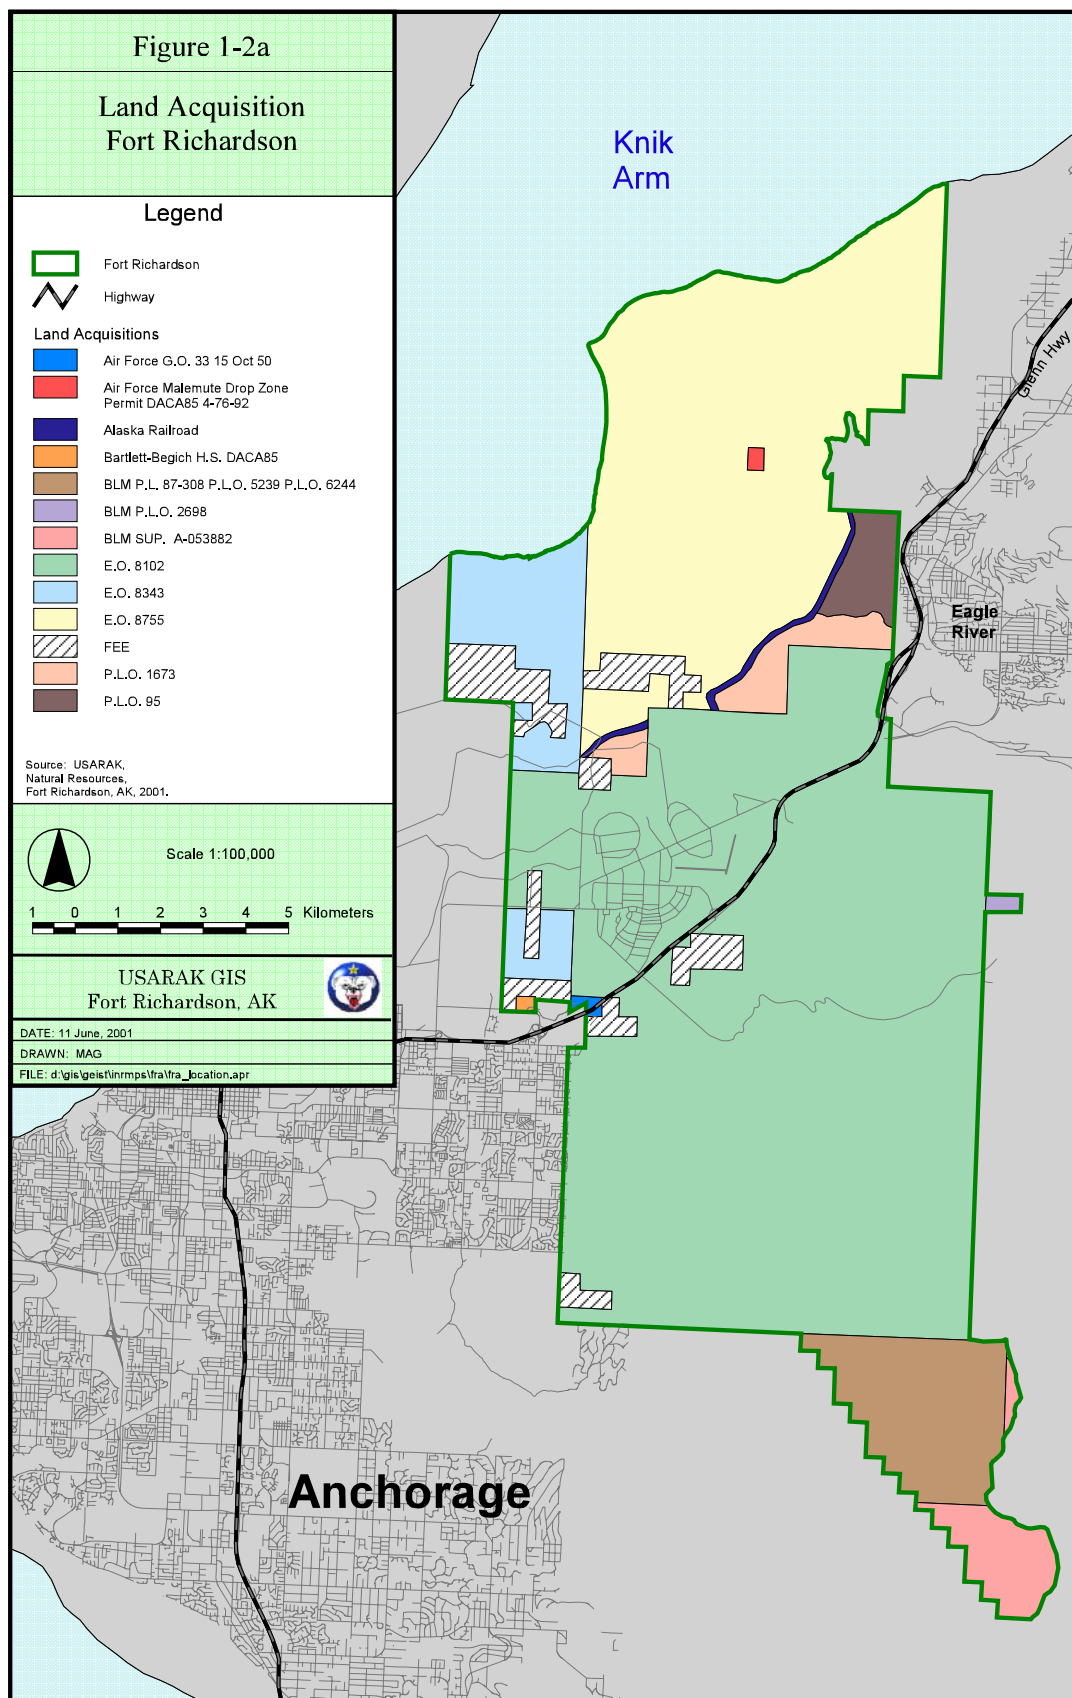 Figure 1-2a
Land Acquisition
Fort Richardson
Legend
Fort Richardson
Highway
Land Acquisitions
Air Force G.O. 33 15 Oct 50
Air Force Malemute Drop Zone
Permit DACA85 4-76-92
Alaska Railroad
Bartlett-Begich H.S. DACA85
BLM P.L. 87-308 P.L.O. 5239 P.L.O. 6244
BLM P.L.O. 2698
BLM SUP. A-053882
E.O. 8102
E.O. 8343
E.O. 8755
FEE
P.L.O. 1673
P.L.O. 95
Source: USARAK,
Natural Resources,
Fort Richardson, AK, 2001.
Scale 1:100,000
1 0 1 2 3 4 5 Kilometers
USARAK GIS
Fort Richardson, AK
DATE: 11 June, 2001
DRAWN: MAG
FILE: d:\gis\geist\inrmps\fra\fra_location.apr
Knik
Arm
Glenn Hwy
Eagle
River
Anchorage